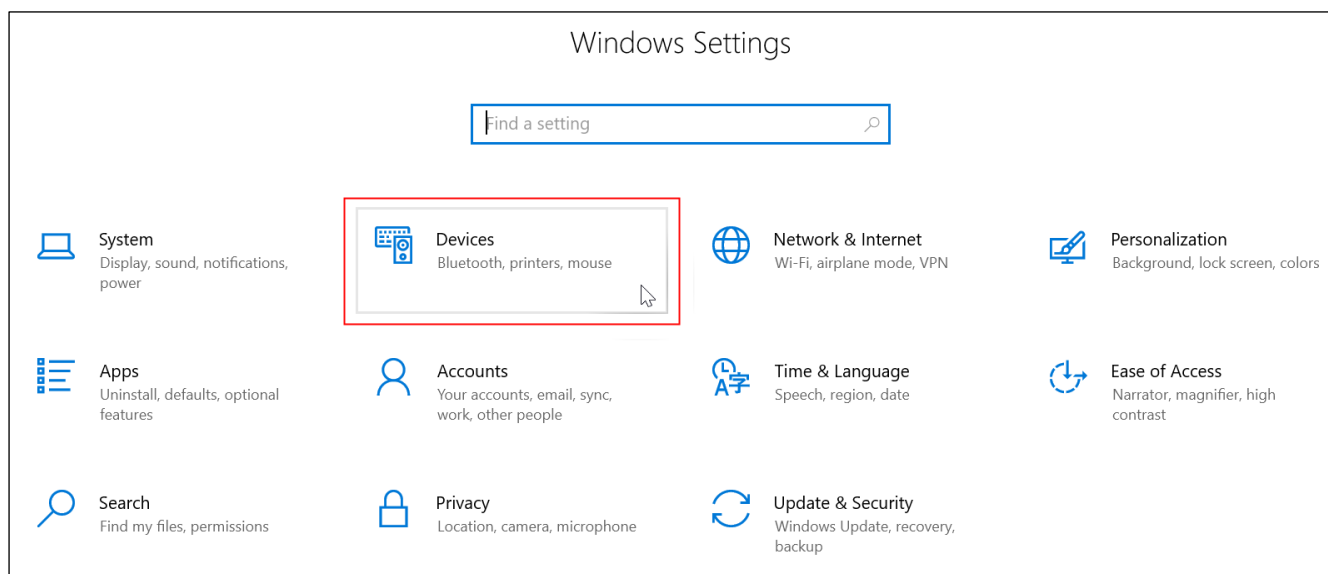 Windows Settings
Find a setting
System
Display, sound, notifications,
power
Devices
Bluetooth, printers, mouse
Network & Internet
Wi-Fi, airplane mode, VPN
Personalization
Background, lock screen, colors
Apps
Uninstall, defaults, optional
features
Accounts
Your accounts, email, sync,
work, other people
Time & Language
Speech, region, date
Ease of Access
Narrator, magnifier, high
contrast
Search
Find my files, permissions
Privacy
Location, camera, microphone
Update & Security
Windows Update, recovery,
backup